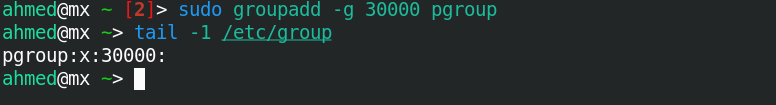 ahmed@mx ~ [2]> sudo groupadd -g 30000 pgroup
ahmed@mx ~> tail -1 /etc/group
pgroup:x:30000:
ahmed@mx ~>